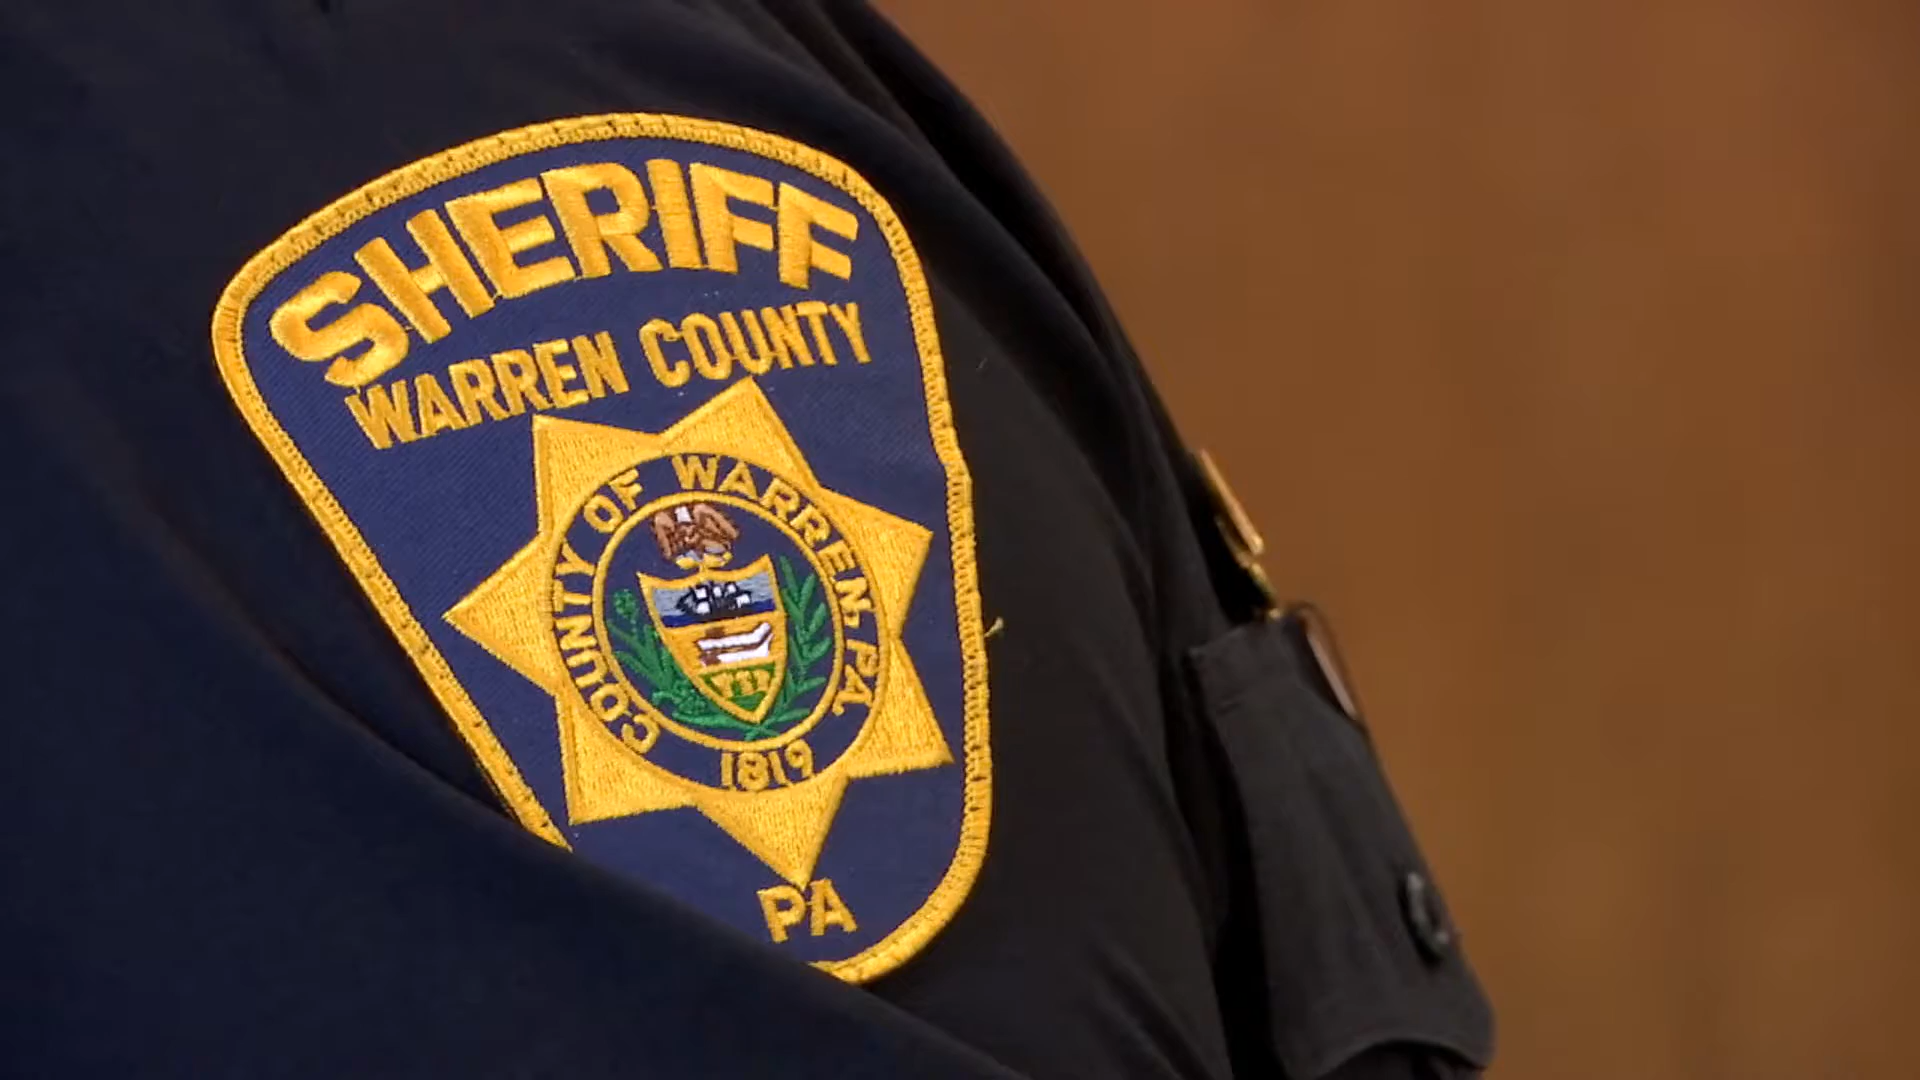 SHERIFF
WARREN COUNTY
COUNTY OF WARREN, PA.
1819
PA